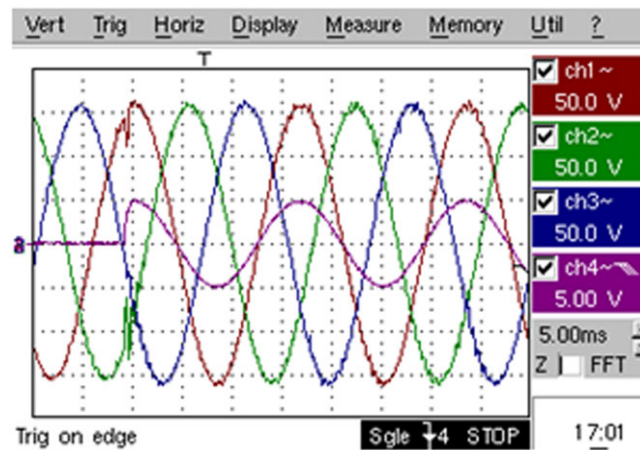 Vert Trig Horiz Display Measure Memory Util ?
T
ch1~
50.0 V
ch2~
50.0 V
ch3~
50.0 V
ch4~
5.00 V
5.00ms
Z FFT
Trig on edge
Sgle 4 STOP
17:01